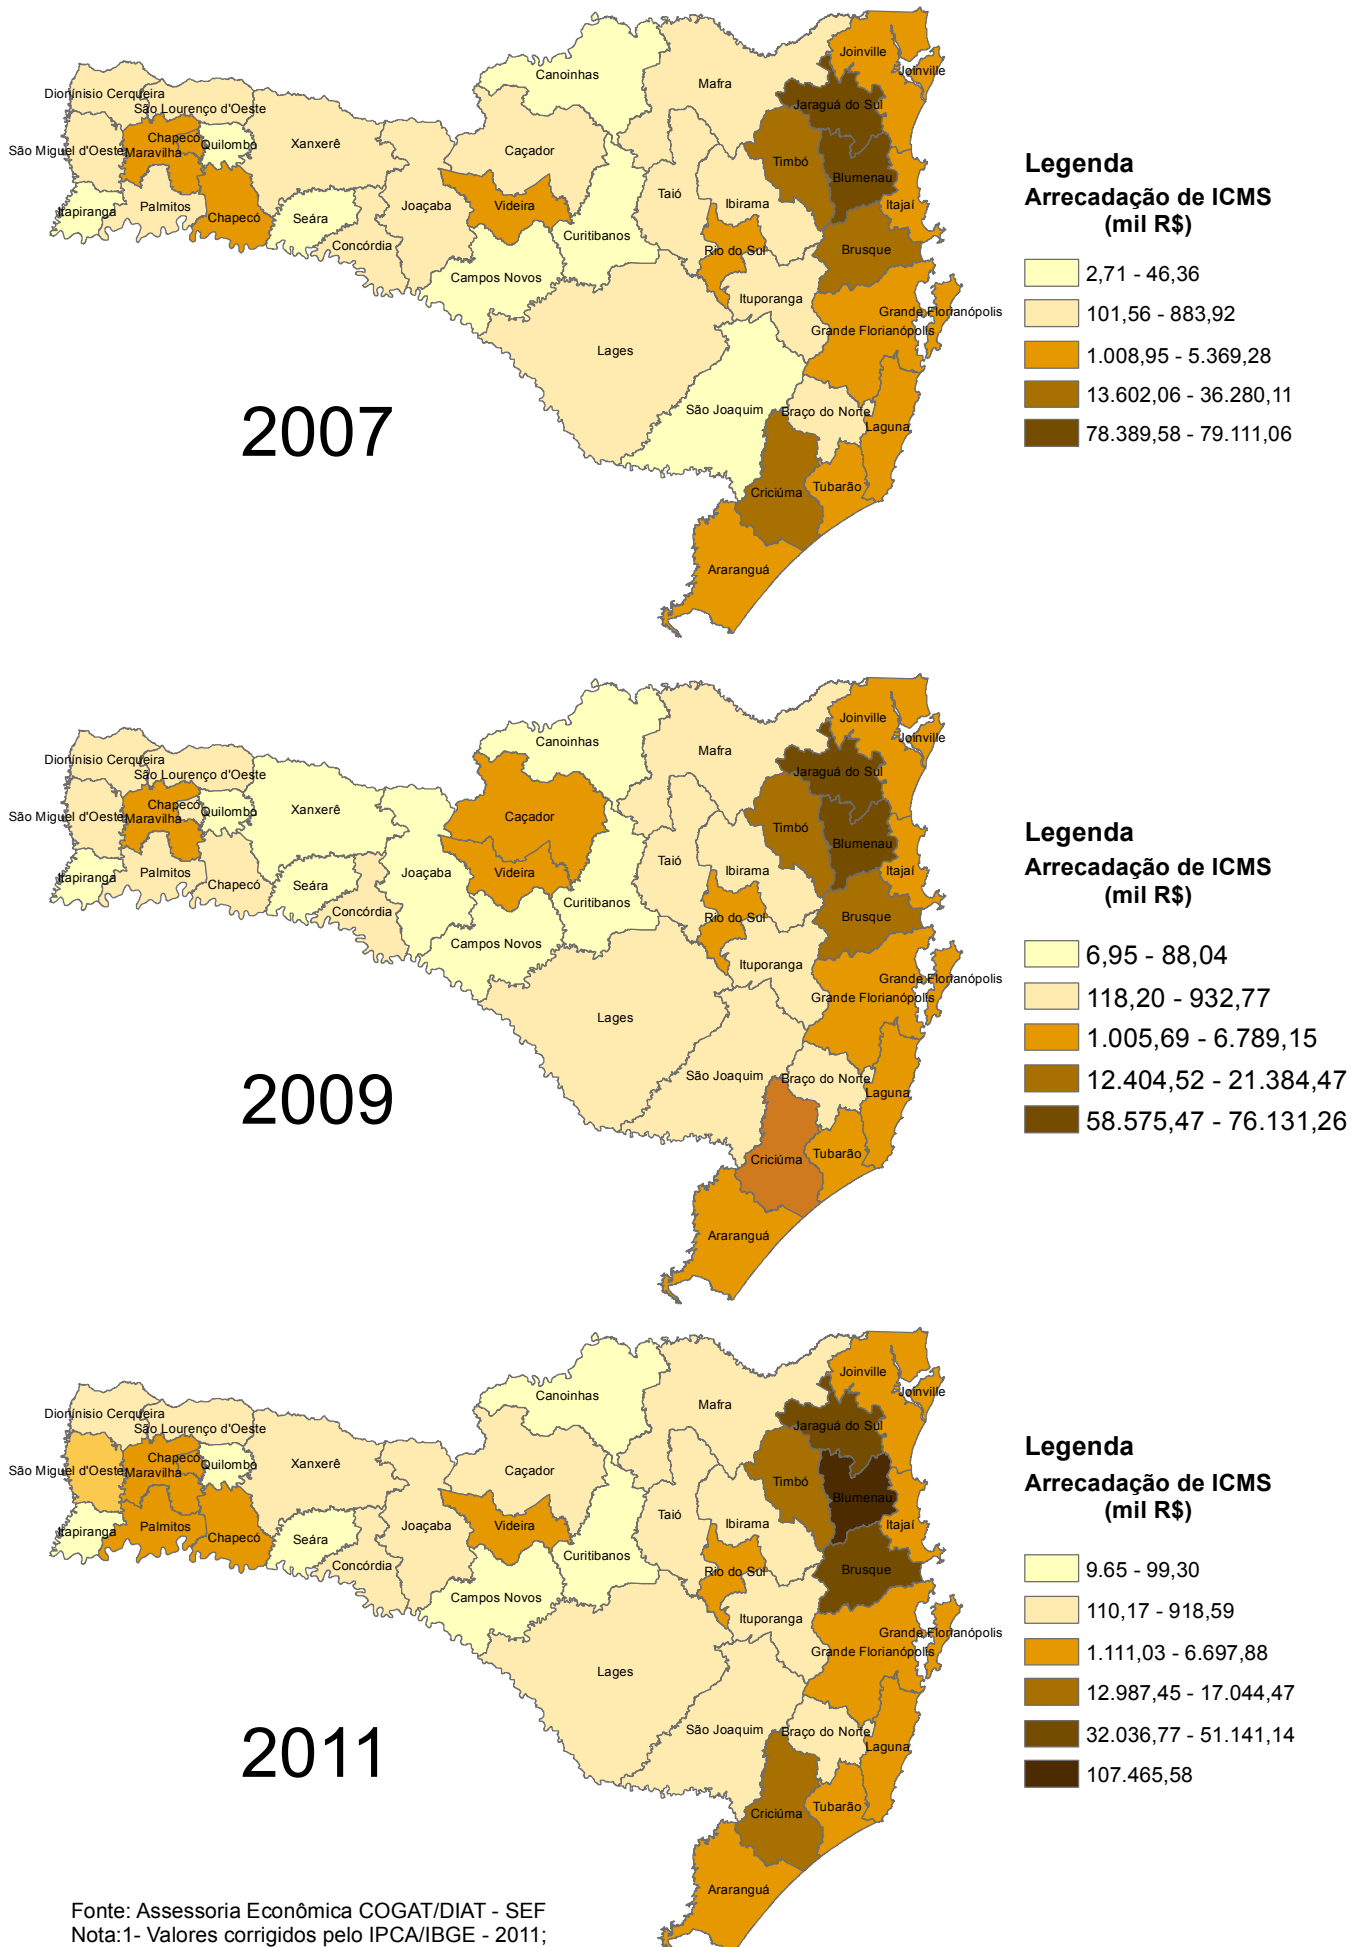 Joinville
Joinville
Canoinhas
Mafra
Dionísio Cerqueira
São Lourenço d'Oeste
Jaraguá do Sul
Xanxerê
Chapecó
Quilombo
São Miguel d'Oeste
Maravilha
Caçador
Timbó
Blumenau
Taió
Itapiranga
Palmitos
Chapecó
Seára
Joaçaba
Videira
Ibirama
Itajaí
Concórdia
Curitibanos
Rio do Sul
Brusque
Campos Novos
Ituporanga
Grande Florianópolis
Grande Florianópolis
Lages
São Joaquim
Braço do Norte
Laguna
Criciúma
Tubarão
Araranguá
2007
Legenda
Arrecadação de ICMS
(mil R$)
2,71 - 46,36
101,56 - 883,92
1.008,95 - 5.369,28
13.602,06 - 36.280,11
78.389,58 - 79.111,06
Joinville
Joinville
Canoinhas
Mafra
Dionísio Cerqueira
São Lourenço d'Oeste
Jaraguá do Sul
Xanxerê
Chapecó
Quilombo
São Miguel d'Oeste
Maravilha
Caçador
Timbó
Blumenau
Taió
Itapiranga
Palmitos
Chapecó
Seára
Joaçaba
Videira
Ibirama
Itajaí
Concórdia
Curitibanos
Rio do Sul
Brusque
Campos Novos
Ituporanga
Grande Florianópolis
Grande Florianópolis
Lages
São Joaquim
Braço do Norte
Laguna
Criciúma
Tubarão
Araranguá
2009
Legenda
Arrecadação de ICMS
(mil R$)
6,95 - 88,04
118,20 - 932,77
1.005,69 - 6.789,15
12.404,52 - 21.384,47
58.575,47 - 76.131,26
Joinville
Joinville
Canoinhas
Mafra
Dionísio Cerqueira
São Lourenço d'Oeste
Jaraguá do Sul
Xanxerê
Chapecó
Quilombo
São Miguel d'Oeste
Maravilha
Caçador
Timbó
Blumenau
Taió
Itapiranga
Palmitos
Chapecó
Seára
Joaçaba
Videira
Ibirama
Itajaí
Concórdia
Curitibanos
Rio do Sul
Brusque
Campos Novos
Ituporanga
Grande Florianópolis
Grande Florianópolis
Lages
São Joaquim
Braço do Norte
Laguna
Criciúma
Tubarão
Araranguá
2011
Legenda
Arrecadação de ICMS
(mil R$)
9.65 - 99,30
110,17 - 918,59
1.111,03 - 6.697,88
12.987,45 - 17.044,47
32.036,77 - 51.141,14
107.465,58
Fonte: Assessoria Econômica COGAT/DIAT - SEF
Nota:1- Valores corrigidos pelo IPCA/IBGE - 2011;